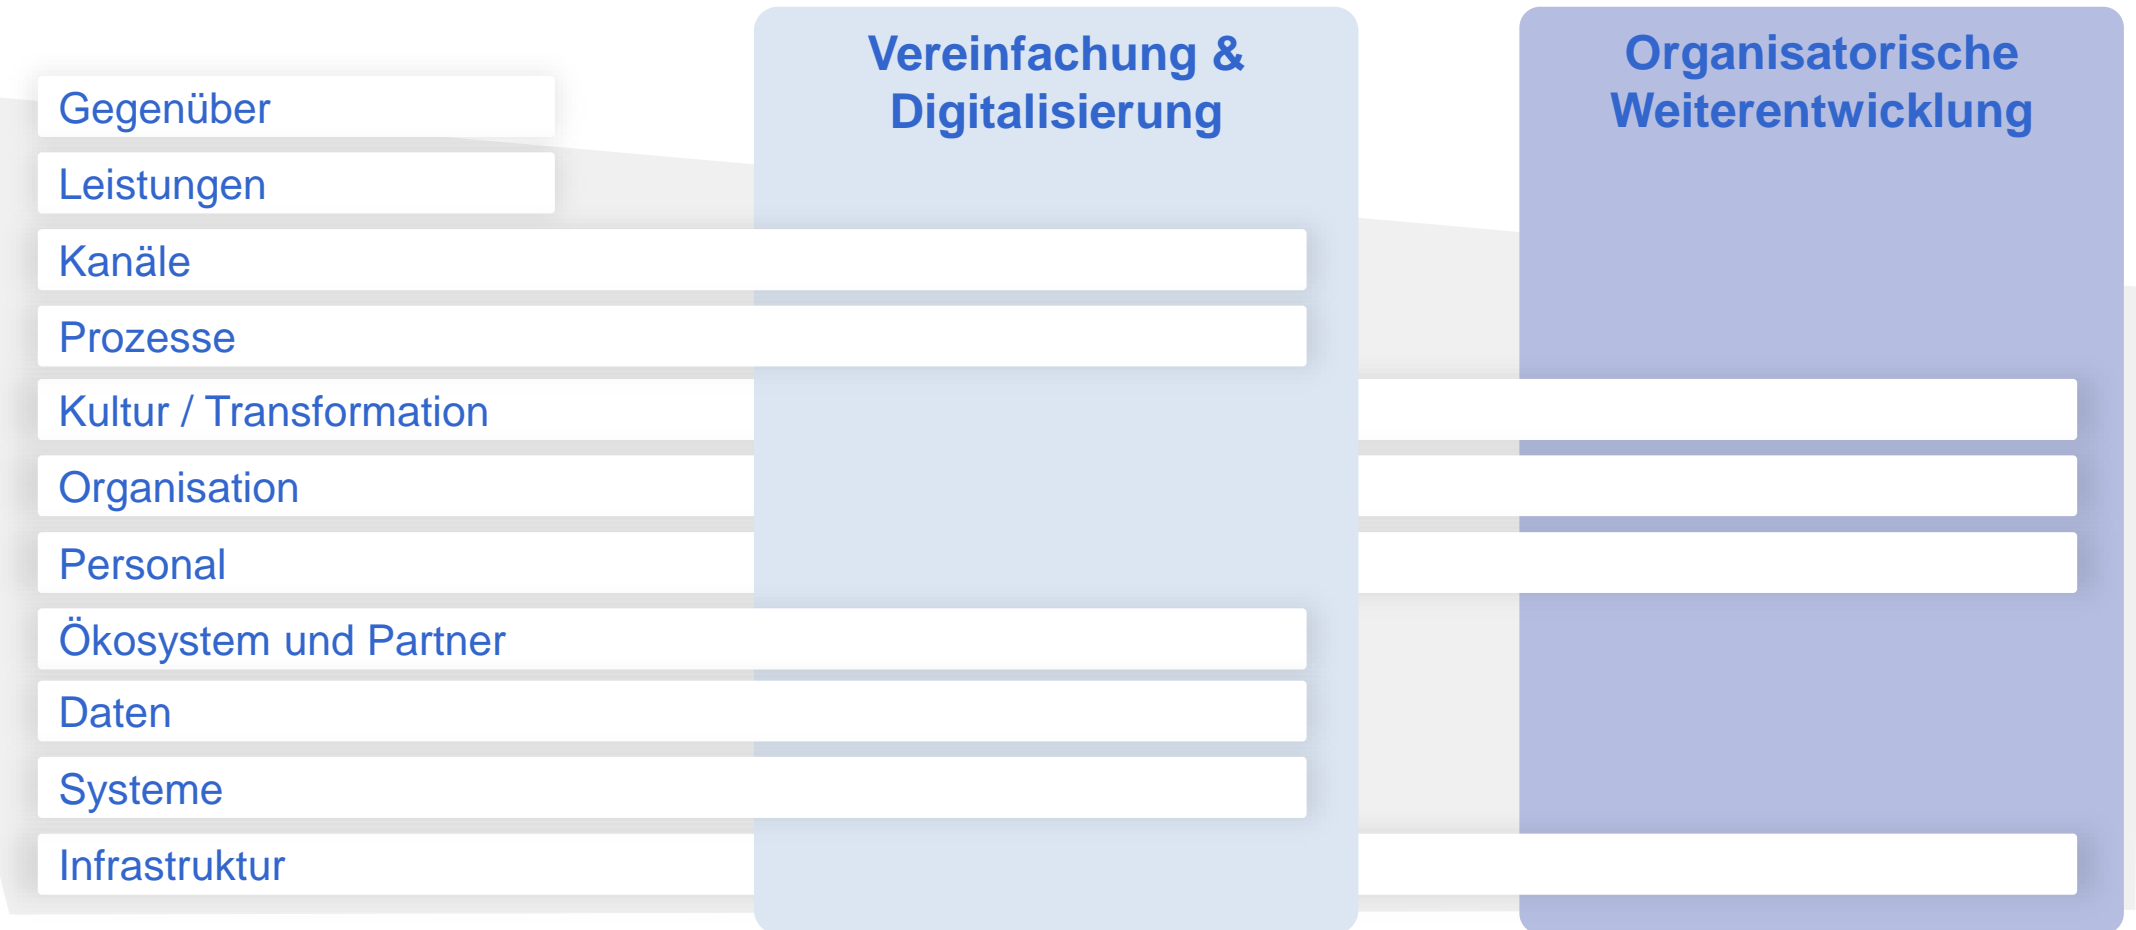 Vereinfachung &
Digitalisierung
Organisatorische
Weiterentwicklung
Gegenüber
Leistungen
Kanäle
Prozesse
Kultur / Transformation
Organisation
Personal
Ökosystem und Partner
Daten
Systeme
Infrastruktur